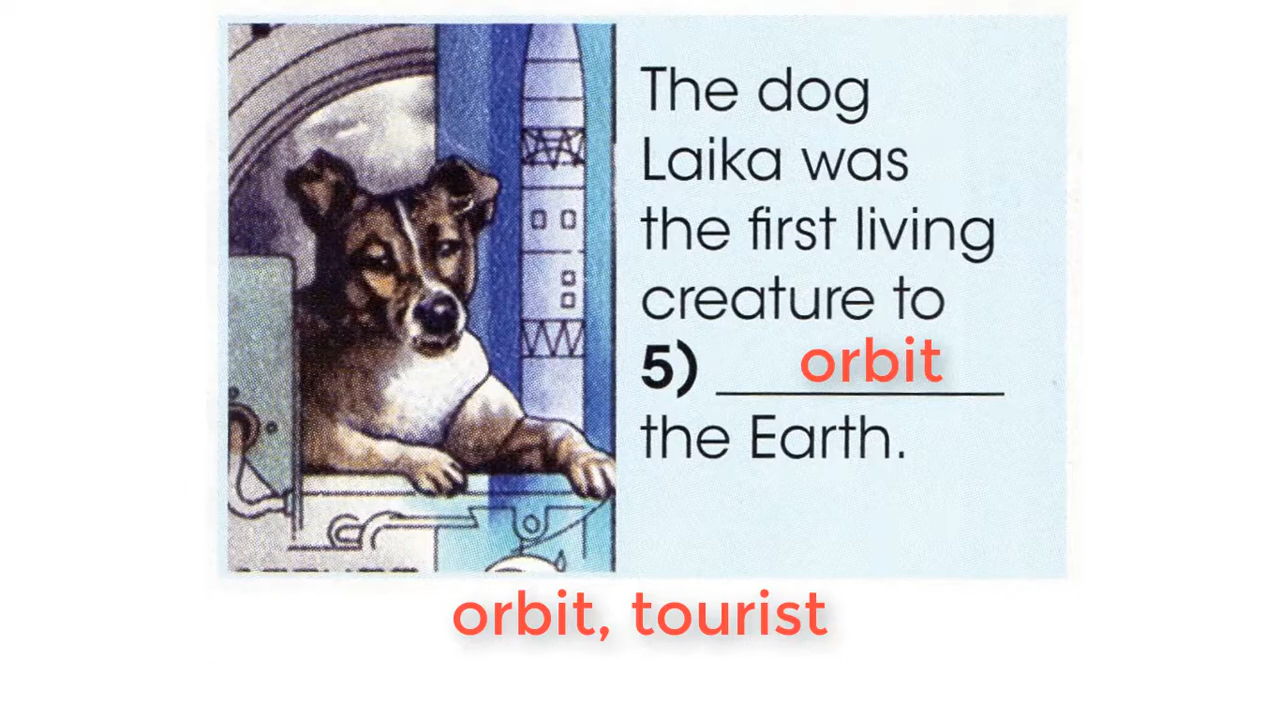 The dog
Laika was
the first living
creature to
5) orbit
the Earth.
orbit, tourist